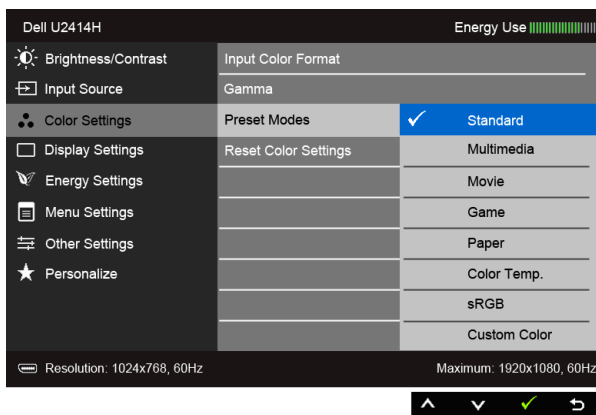 Dell U2414H Energy Use
Brightness/Contrast Input Color Format
Input Source Gamma
Color Settings Preset Modes Standard
Display Settings Reset Color Settings Multimedia
Energy Settings Movie
Menu Settings Game
Other Settings Paper
Personalize Color Temp.
sRGB
Custom Color
Resolution: 1024x768, 60Hz Maximum: 1920x1080, 60Hz